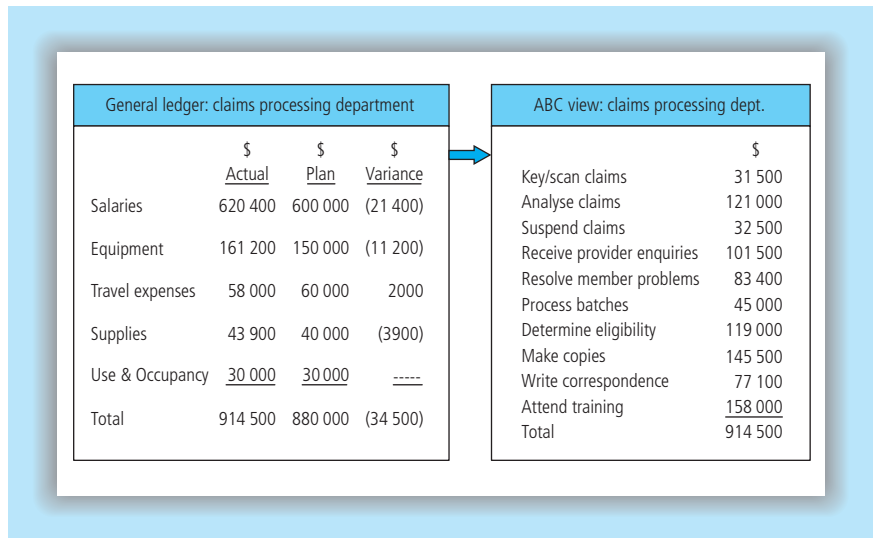 General ledger: claims processing department
$ $ $
Actual Plan Variance
Salaries 620 400 600 000 (21 400)
Equipment 161 200 150 000 (11 200)
Travel expenses 58 000 60 000 2000
Supplies 43 900 40 000 (3900)
Use & Occupancy 30 000 30 000 -----
Total 914 500 880 000 (34 500)
ABC view: claims processing dept.
$
Key/scan claims 31 500
Analyse claims 121 000
Suspend claims 32 500
Receive provider enquiries 101 500
Resolve member problems 83 400
Process batches 45 000
Determine eligibility 119 000
Make copies 145 500
Write correspondence 77 100
Attend training 158 000
Total 914 500